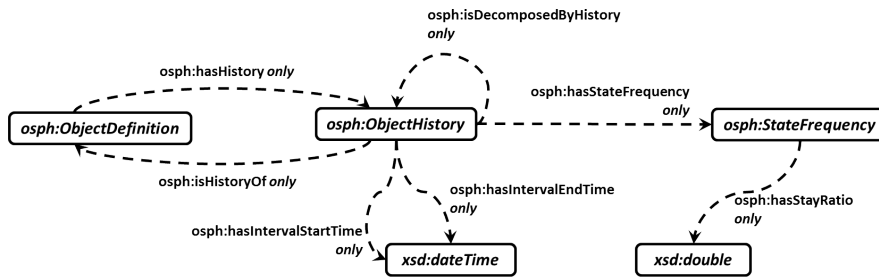 osph:isDecomposedByHistory
only
osph:hasHistory only
osph:hasStateFrequency
only
osph:ObjectDefinition
osph:ObjectHistory
osph:StateFrequency
osph:isHistoryOf only
osph:hasIntervalEndTime
only
osph:hasStayRatio
only
osph:hasIntervalStartTime
only
xsd:dateTime
xsd:double